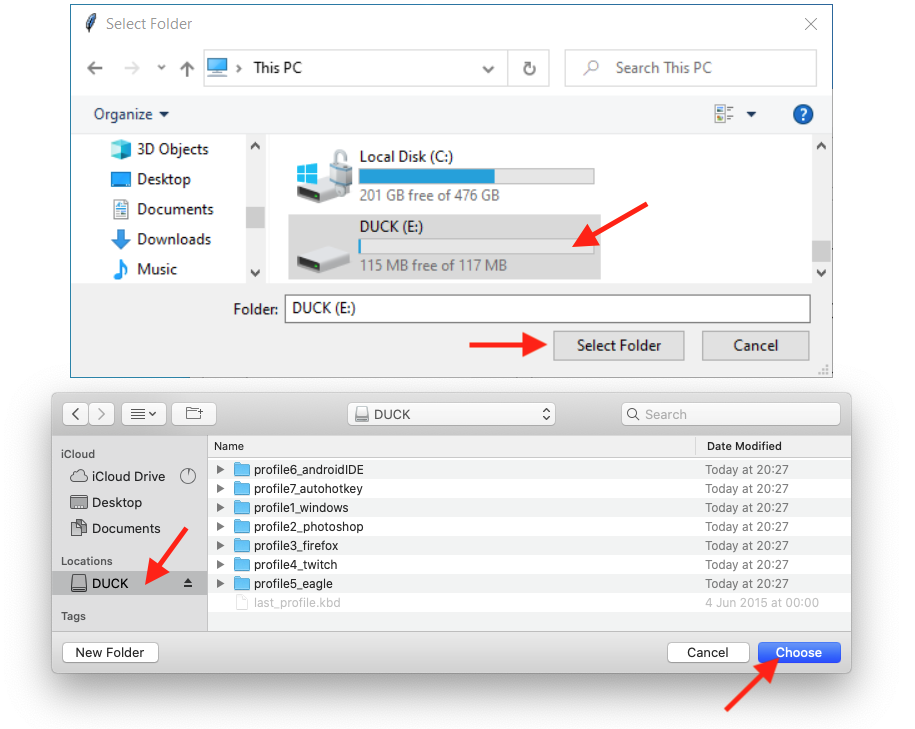 Select Folder
This PC
Search This PC
Organize
?
3D Objects
Desktop
Documents
Downloads
Music
Local Disk (C:)
201 GB free of 476 GB
DUCK (E:)
115 MB free of 117 MB
Folder: DUCK (E:)
Select Folder Cancel
DUCK
Search
iCloud
iCloud Drive
Desktop
Documents
Locations
DUCK
Tags
Name Date Modified
profile6_androidIDE Today at 20:27
profile7_autohotkey Today at 20:27
profile1_windows Today at 20:27
profile2_photoshop Today at 20:27
profile3_firefox Today at 20:27
profile4_twitch Today at 20:27
profile5_eagle Today at 20:27
last_profile.kbd 4 Jun 2015 at 00:00
New Folder Cancel Choose